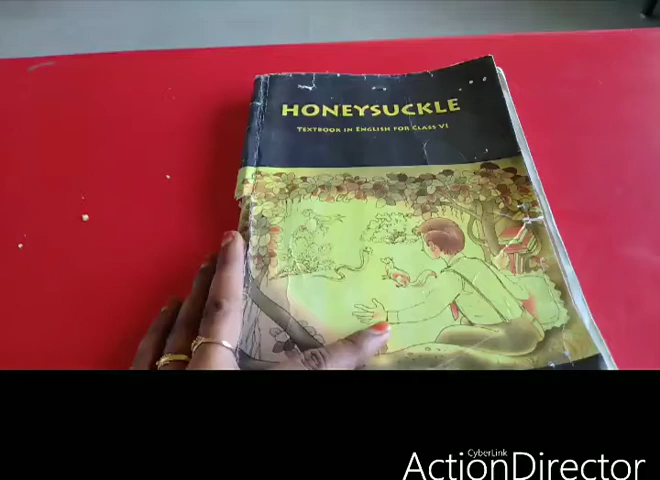 HONEYSUCKLE
TEXTBOOK IN ENGLISH FOR CLASS VI
CyberLink
ActionDirector